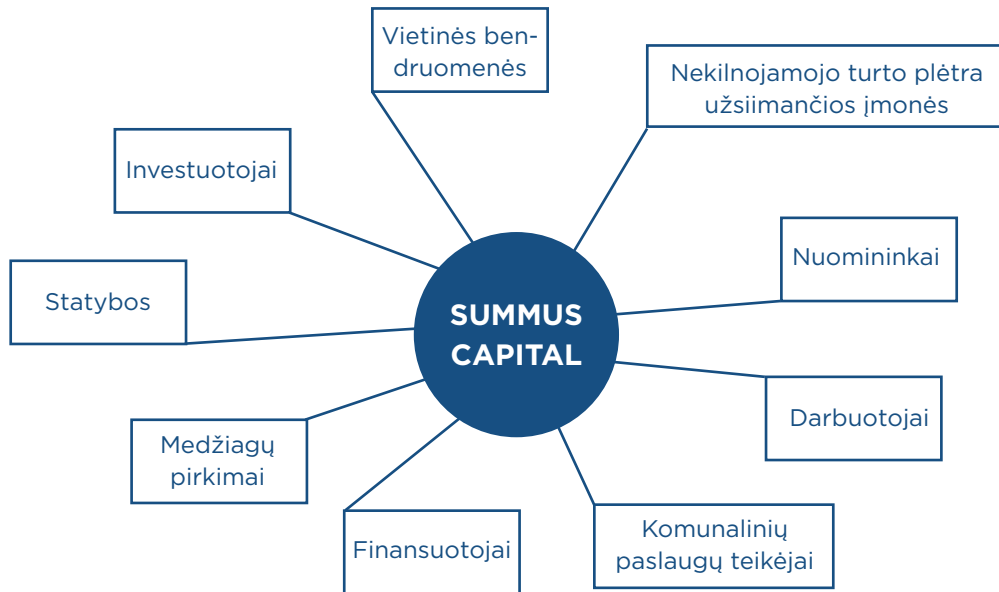 Vietinės ben-
druomenės
Nekilnojamojo turto plėtra
užsiimančios įmonės
Investuotojai
Nuomininkai
Statybos
SUMMUS
CAPITAL
Darbuotojai
Medžiagų
pirkimai
Finansuotojai
Komunalinių
paslaugų teikėjai